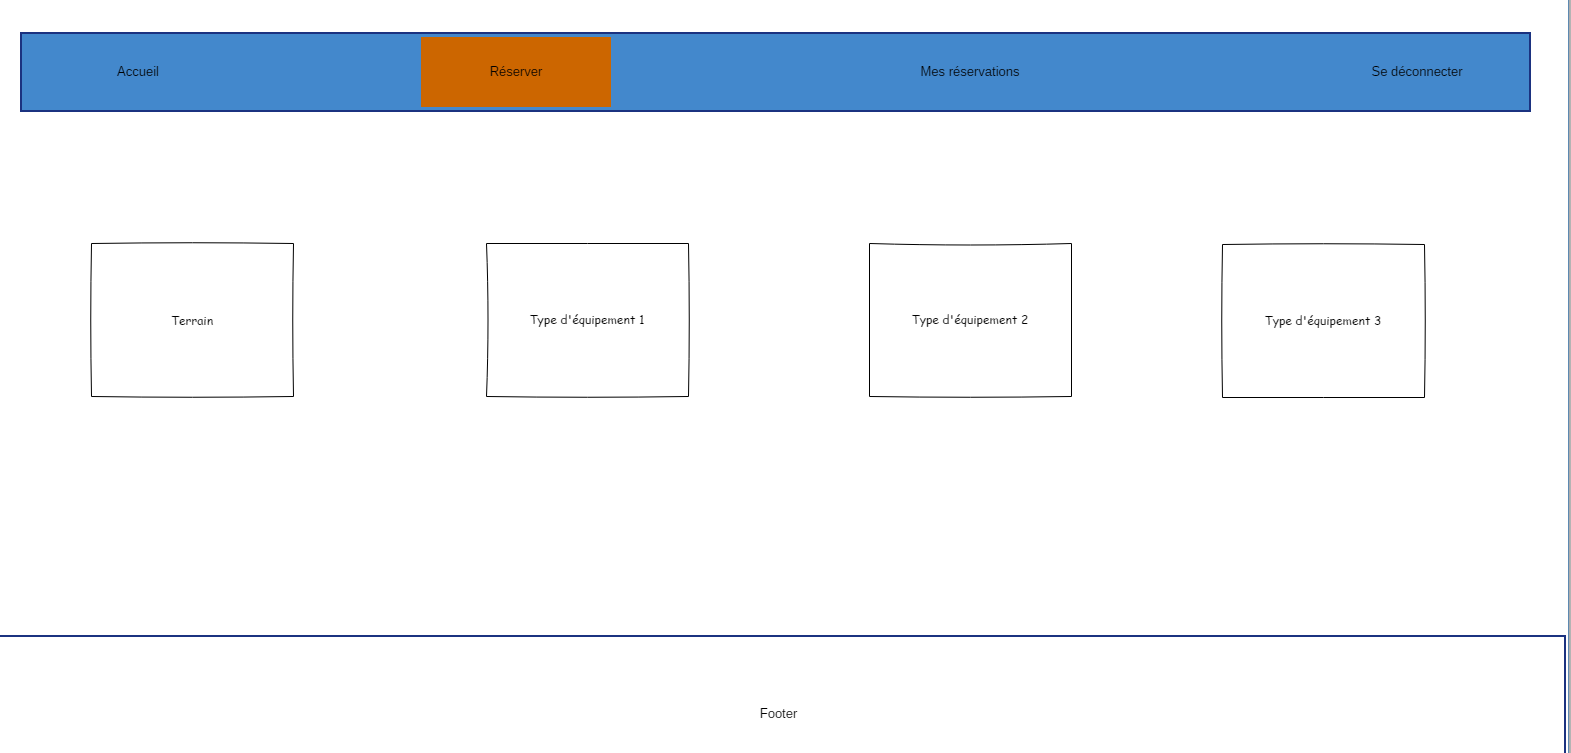 Accueil
Réserver
Mes réservations
Se déconnecter
Terrain
Type d'équipement 1
Type d'équipement 2
Type d'équipement 3
Footer